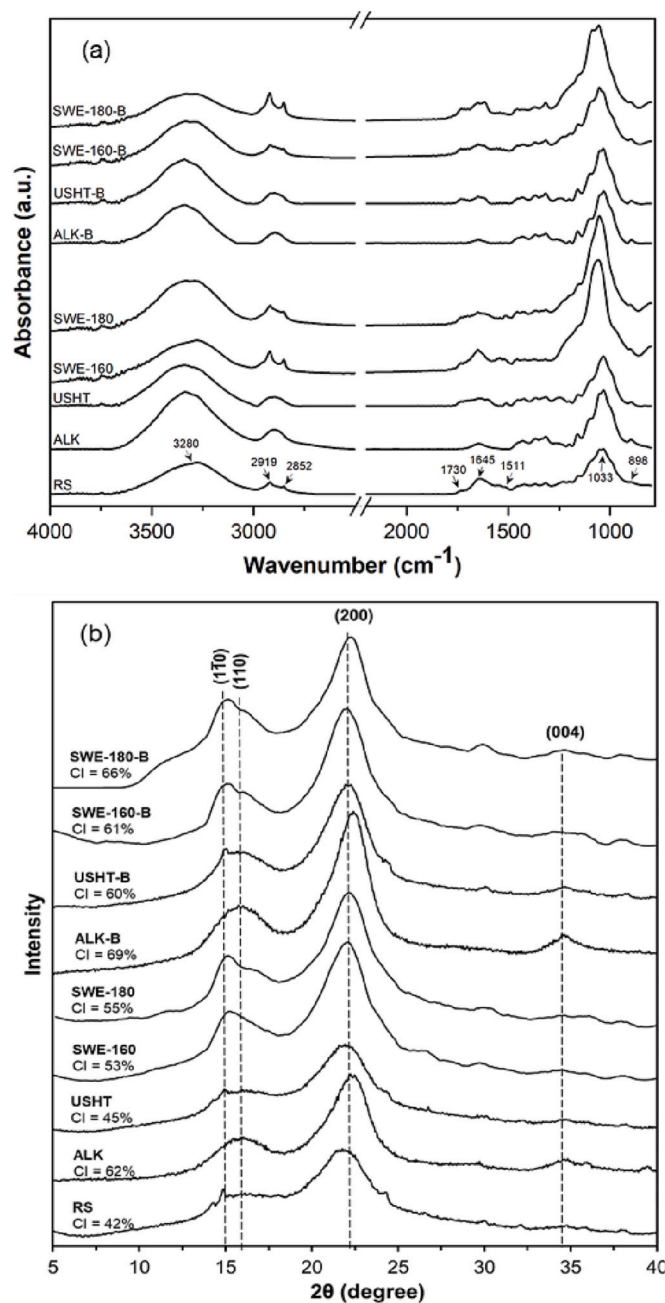 (a)
SWE-180-B
SWE-160-B
USHT-B
ALK-B
SWE-180
SWE-160
USHT
ALK
RS
3280
2919
2852
1730
1645
1511
1033
898
Absorbance (a.u.)
4000 3500 3000 2000 1500 1000
Wavenumber (cm⁻¹)
(b)
(11̄0)
(110)
(200)
(004)
SWE-180-B
CI = 66%
SWE-160-B
CI = 61%
USHT-B
CI = 60%
ALK-B
CI = 69%
SWE-180
CI = 55%
SWE-160
CI = 53%
USHT
CI = 45%
ALK
CI = 62%
RS
CI = 42%
Intensity
5 10 15 20 25 30 35 40
2θ (degree)